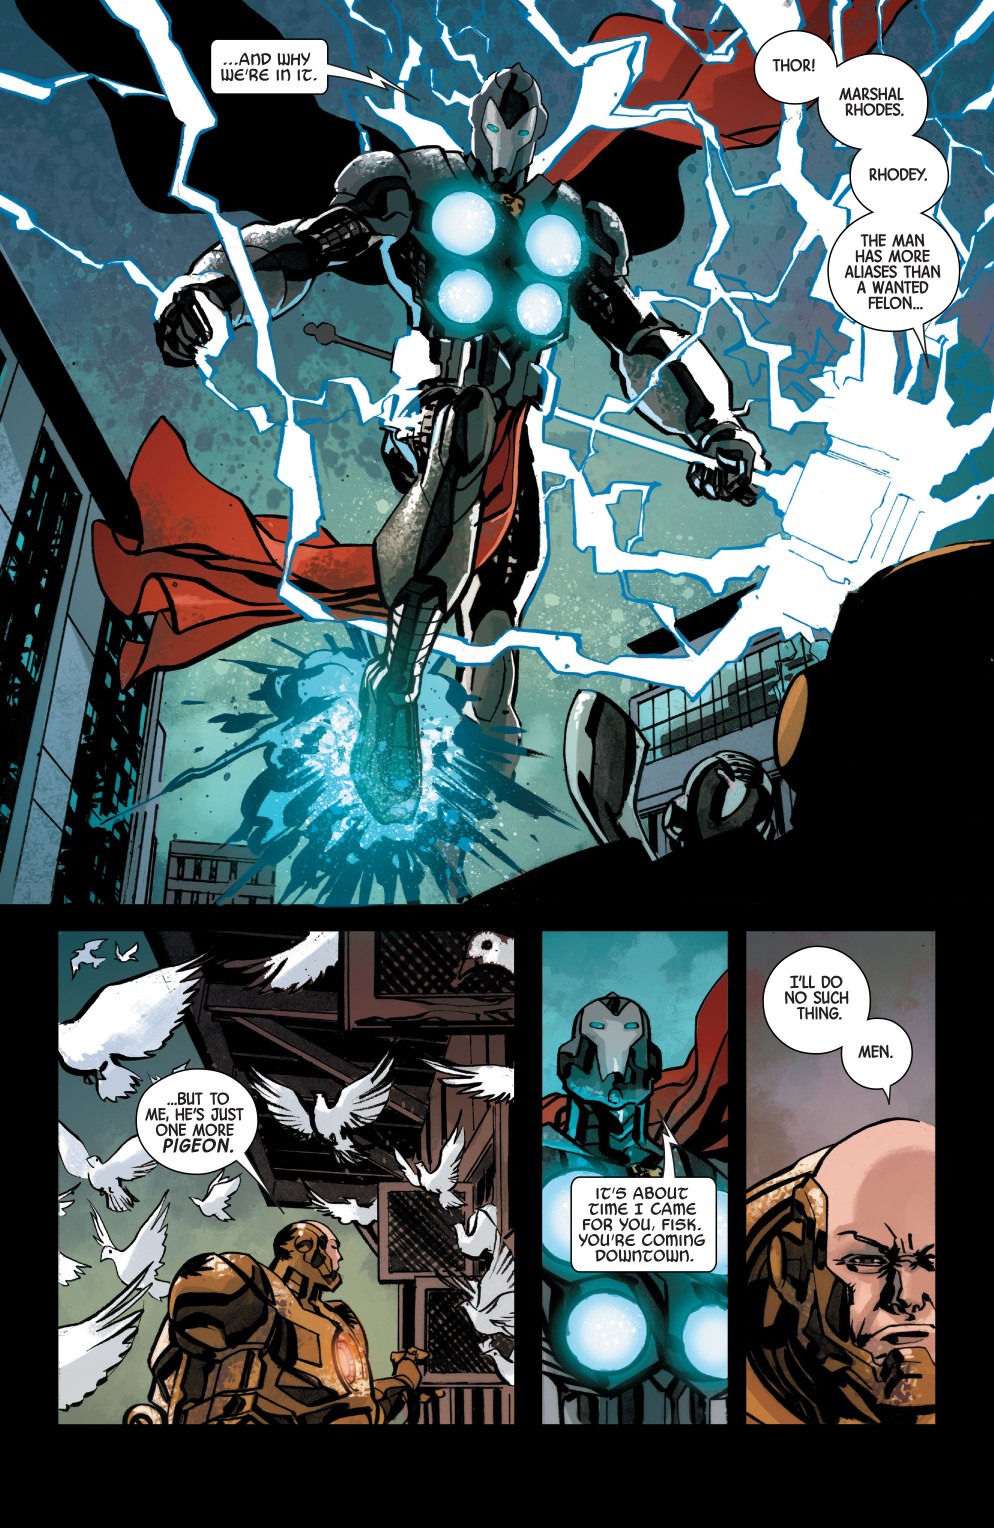 ...AND WHY
WE'RE IN IT.
THOR!
MARSHAL
RHODES.
RHODEY.
THE MAN
HAS MORE
ALIASES THAN
A WANTED
FELON...
...BUT TO
ME, HE'S JUST
ONE MORE
PIGEON.
IT'S ABOUT
TIME I CAME
FOR YOU, FISK.
YOU'RE COMING
DOWNTOWN.
I'LL DO
NO SUCH
THING.
MEN.